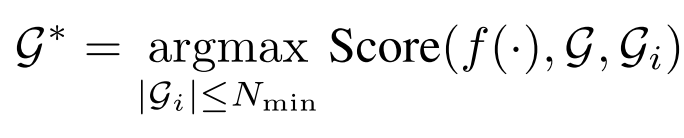 𝒢* = argmax Score(f(·), 𝒢, 𝒢ᵢ)
|𝒢ᵢ|≤N_min